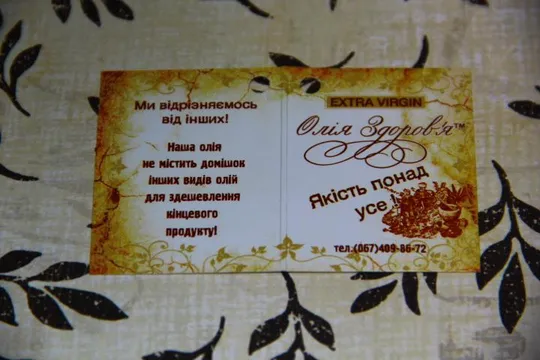 Ми відрізняємось
від інших!
Наша олія
не містить домішок
інших видів олій
для здешевлення
кінцевого
продукту!
EXTRA VIRGIN
Олія Здоров'я™
Якість понад
усе !
тел.(067)409-86-72